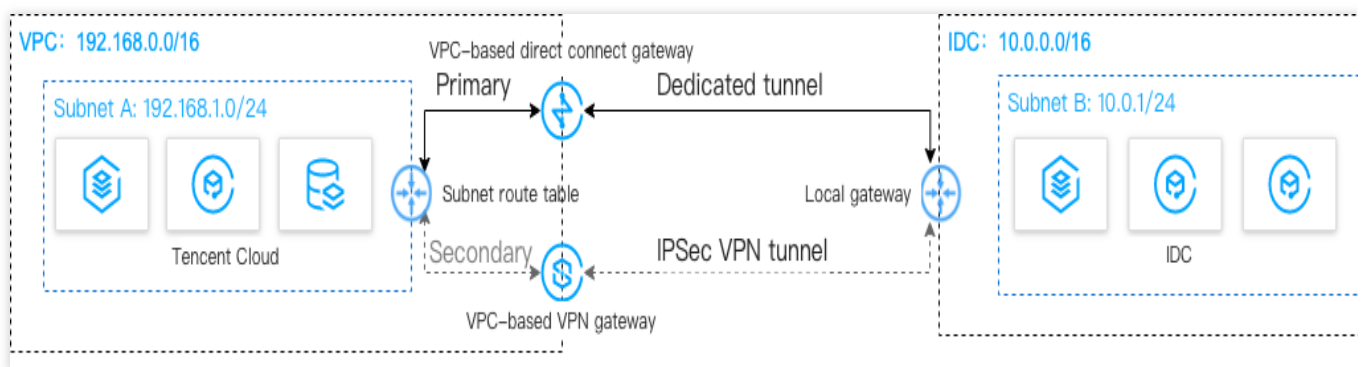 VPC: 192.168.0.0/16
IDC: 10.0.0.0/16
VPC-based direct connect gateway
Primary
Dedicated tunnel
Subnet A: 192.168.1.0/24
Subnet B: 10.0.1/24
Subnet route table
Local gateway
Tencent Cloud
Secondary
IPSec VPN tunnel
IDC
VPC-based VPN gateway